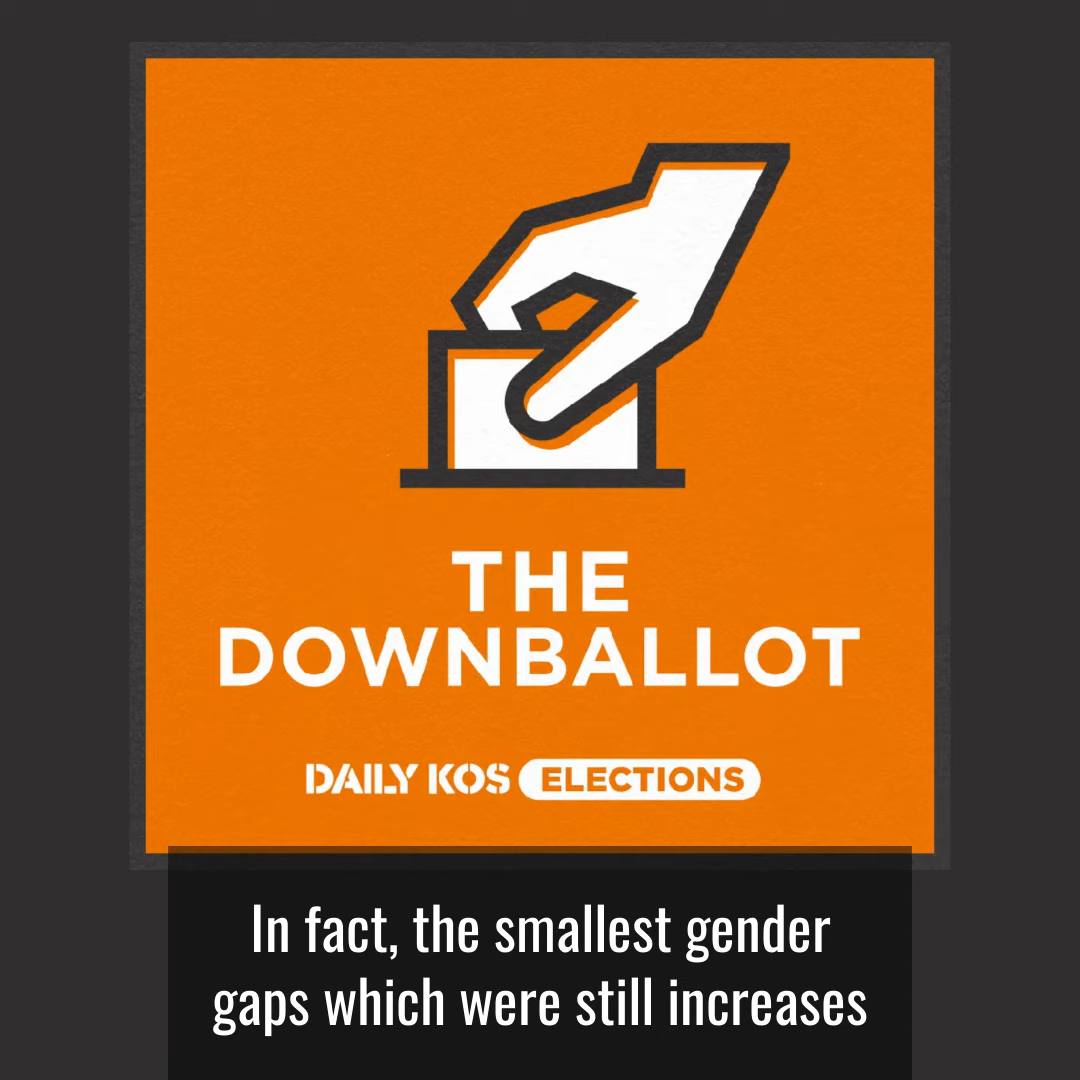 THE
DOWNBALLOT
DAILY KOS ELECTIONS
In fact, the smallest gender
gaps which were still increases